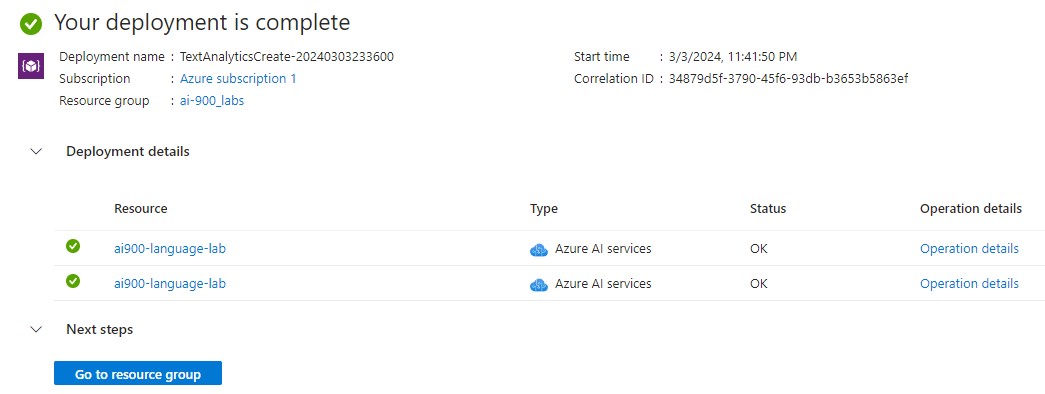 Your deployment is complete
Deployment name : TextAnalyticsCreate-20240303233600
Subscription : Azure subscription 1
Resource group : ai-900_labs
Start time : 3/3/2024, 11:41:50 PM
Correlation ID : 34879d5f-3790-45f6-93db-b3653b5863ef
Deployment details
Resource Type Status Operation details
ai900-language-lab Azure AI services OK Operation details
ai900-language-lab Azure AI services OK Operation details
Next steps
Go to resource group